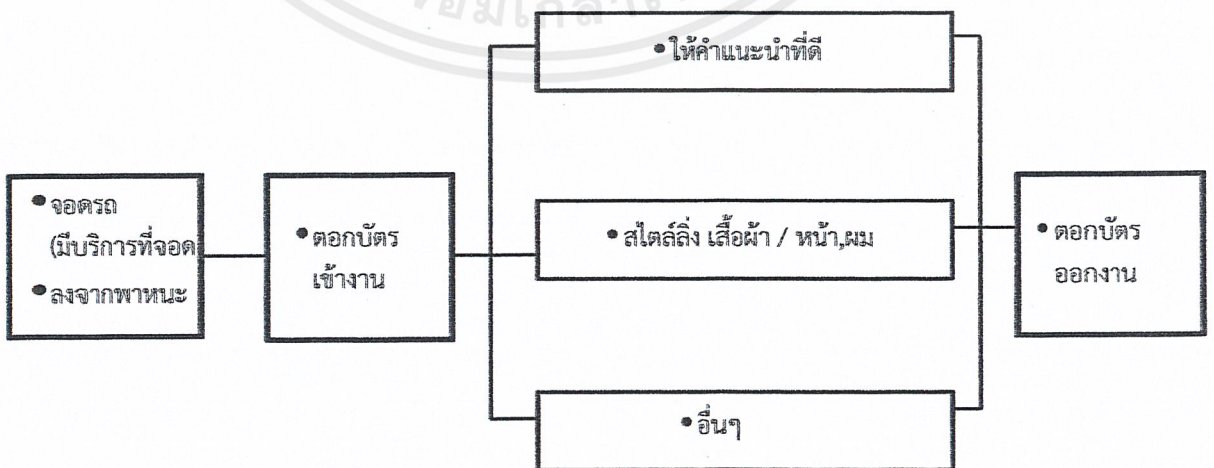 • ให้คำแนะนำที่ดี
• จอดรถ
(มีบริการที่จอด
• ลงจากพาหนะ
• ตอกบัตร
เข้างาน
• สไตล์ลิ่ง เสื้อผ้า / หน้า,ผม
• ตอกบัตร
ออกงาน
• อื่นๆ